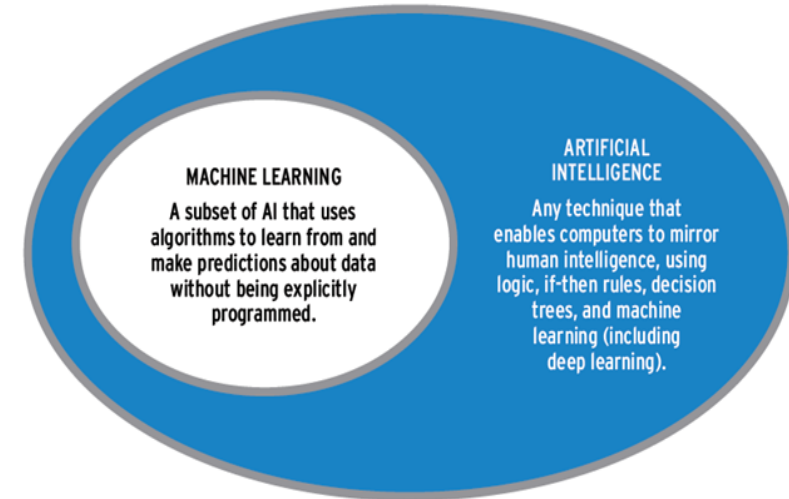 MACHINE LEARNING
A subset of AI that uses
algorithms to learn from and
make predictions about data
without being explicitly
programmed.
ARTIFICIAL
INTELLIGENCE
Any technique that
enables computers to mirror
human intelligence, using
logic, if-then rules, decision
trees, and machine
learning (including
deep learning).